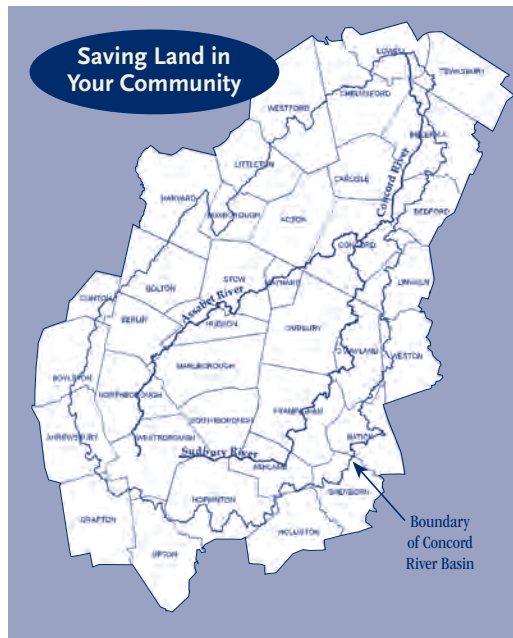 Saving Land in
Your Community
LOWELL
TEWKSBURY
CHELMSFORD
WESTFORD
BILLERICA
LITTLETON
CARLISLE
Concord River
HARVARD
BEDFORD
BOXBOROUGH
ACTON
CONCORD
STOW
MAYNARD
BOLTON
LINCOLN
CLINTON
Assabet River
BERLIN
HUDSON
SUDBURY
WAYLAND
WESTON
MARLBOROUGH
BOYLSTON
NORTHBOROUGH
FRAMINGHAM
SOUTHBOROUGH
SHREWSBURY
WESTBOROUGH
NATICK
Sudbury River
ASHLAND
SHERBORN
HOPKINTON
GRAFTON
HOLLISTON
UPTON
Boundary
of Concord
River Basin